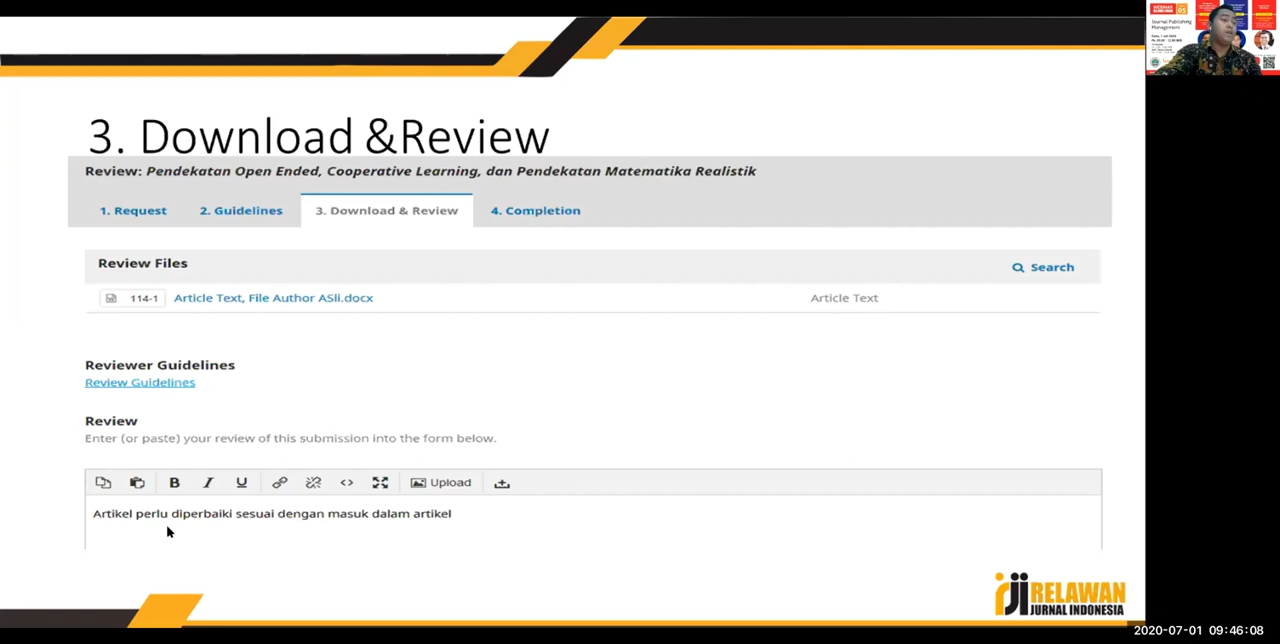 3. Download &Review
Review: Pendekatan Open Ended, Cooperative Learning, dan Pendekatan Matematika Realistik
1. Request
2. Guidelines
3. Download & Review
4. Completion
Review Files
Search
114-1
Article Text, File Author ASli.docx
Article Text
Reviewer Guidelines
Review Guidelines
Review
Enter (or paste) your review of this submission into the form below.
B
I
U
Upload
Artikel perlu diperbaiki sesuai dengan masuk dalam artikel
RELAWAN
JURNAL INDONESIA
2020-07-01 09:46:08
Journal Publishing
Management